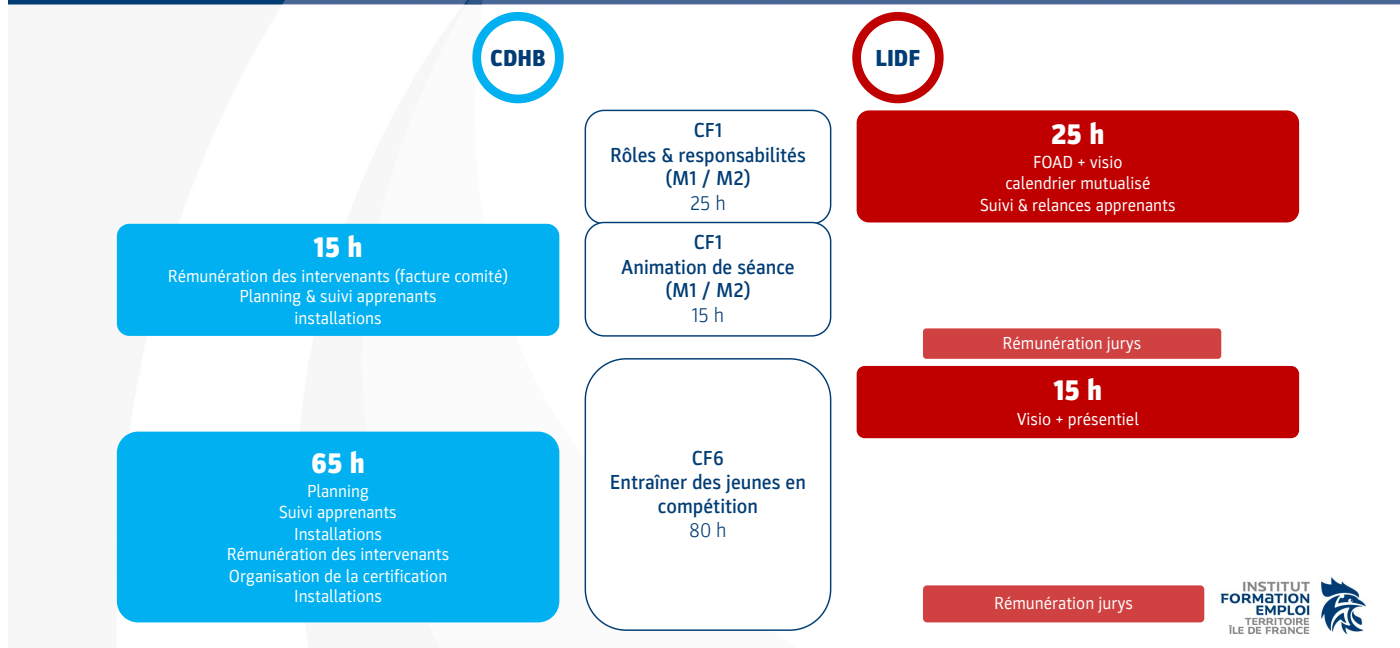 CDHB
LIDF
CF1
Rôles & responsabilités
(M1 / M2)
25 h
25 h
FOAD + visio
calendrier mutualisé
Suivi & relances apprenants
15 h
Rémunération des intervenants (facture comité)
Planning & suivi apprenants
installations
CF1
Animation de séance
(M1 / M2)
15 h
Rémunération jurys
15 h
Visio + présentiel
65 h
Planning
Suivi apprenants
Installations
Rémunération des intervenants
Organisation de la certification
Installations
CF6
Entraîner des jeunes en
compétition
80 h
Rémunération jurys
INSTITUT
FORMATION
EMPLOI
TERRITOIRE
ÎLE DE FRANCE